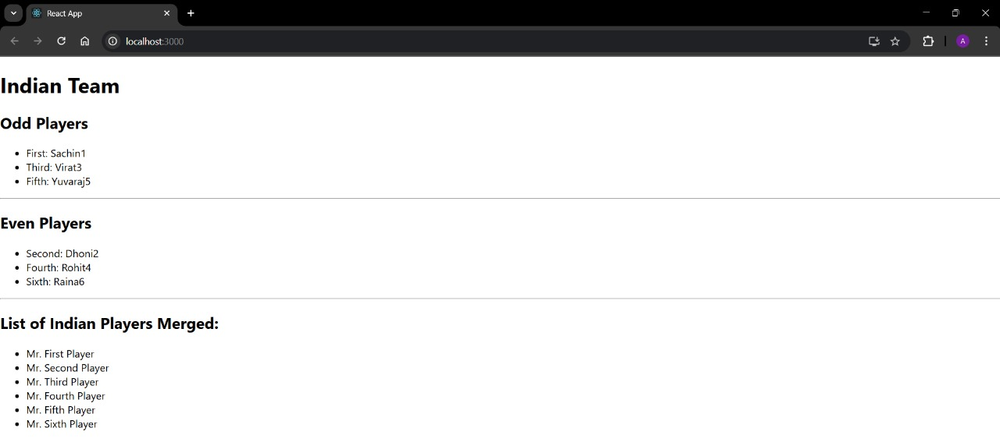 React App
localhost:3000
A
Indian Team
Odd Players
First: Sachin1
Third: Virat3
Fifth: Yuvaraj5
Even Players
Second: Dhoni2
Fourth: Rohit4
Sixth: Raina6
List of Indian Players Merged:
Mr. First Player
Mr. Second Player
Mr. Third Player
Mr. Fourth Player
Mr. Fifth Player
Mr. Sixth Player